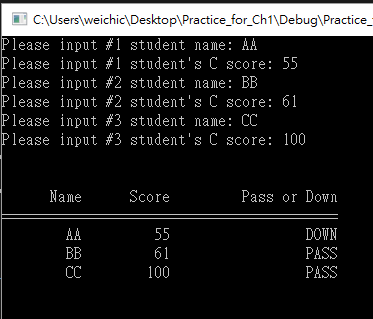 C:\Users\weichic\Desktop\Practice_for_Ch1\Debug\Practice_
Please input #1 student name: AA
Please input #1 student's C score: 55
Please input #2 student name: BB
Please input #2 student's C score: 61
Please input #3 student name: CC
Please input #3 student's C score: 100
Name Score Pass or Down
AA 55 DOWN
BB 61 PASS
CC 100 PASS